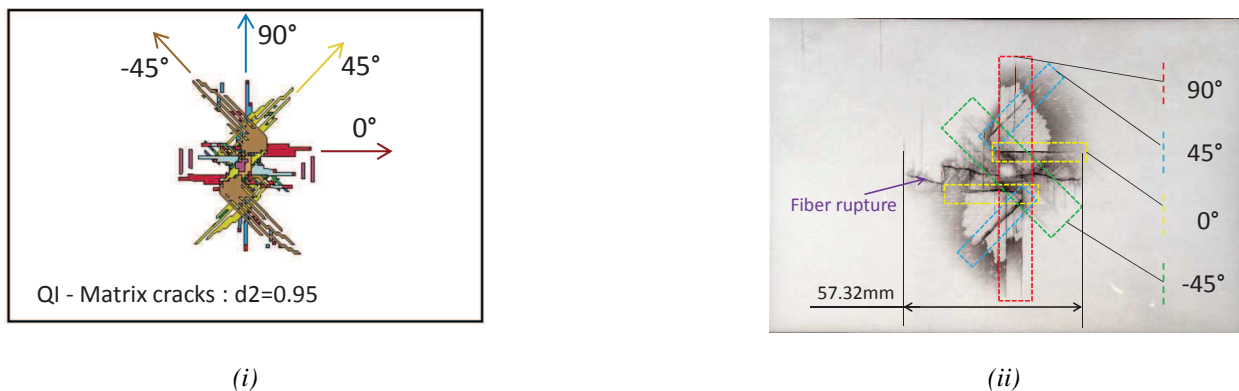 90°
-45°
45°
0°
QI - Matrix cracks : d2=0.95
(i)
90°
45°
Fiber rupture
0°
-45°
57.32mm
(ii)